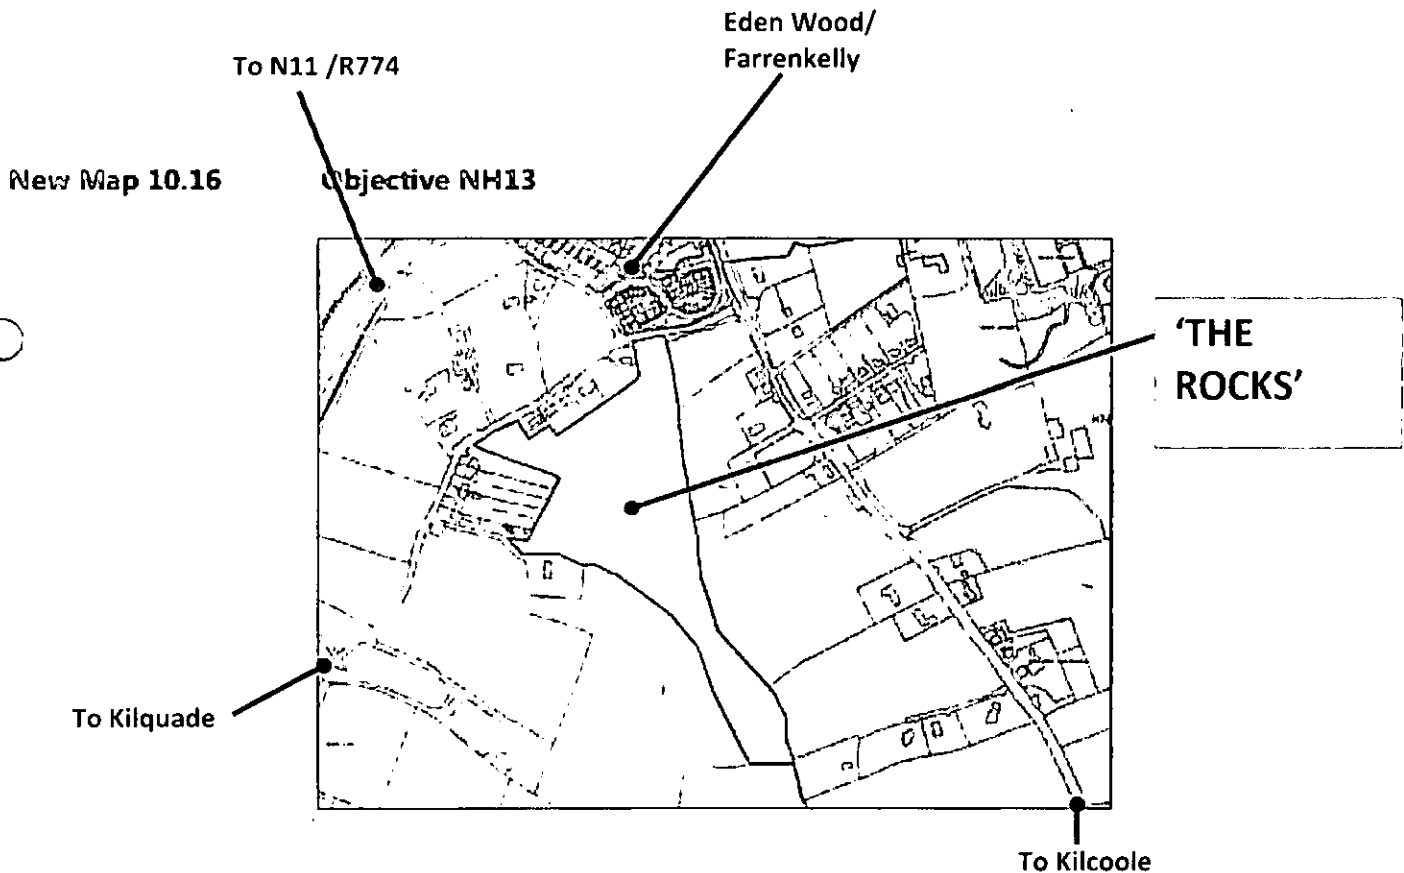 Eden Wood/
Farrenkelly
To N11 /R774
New Map 10.16 Objective NH13
'THE
ROCKS'
To Kilquade
To Kilcoole